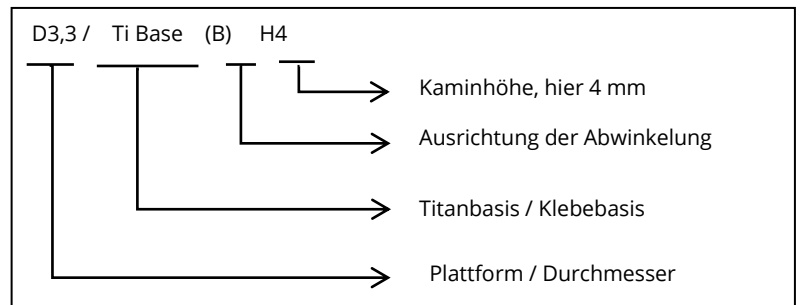 D3,3 / Ti Base (B) H4
Kaminhöhe, hier 4 mm
Ausrichtung der Abwinkelung
Titanbasis / Klebebasis
Plattform / Durchmesser